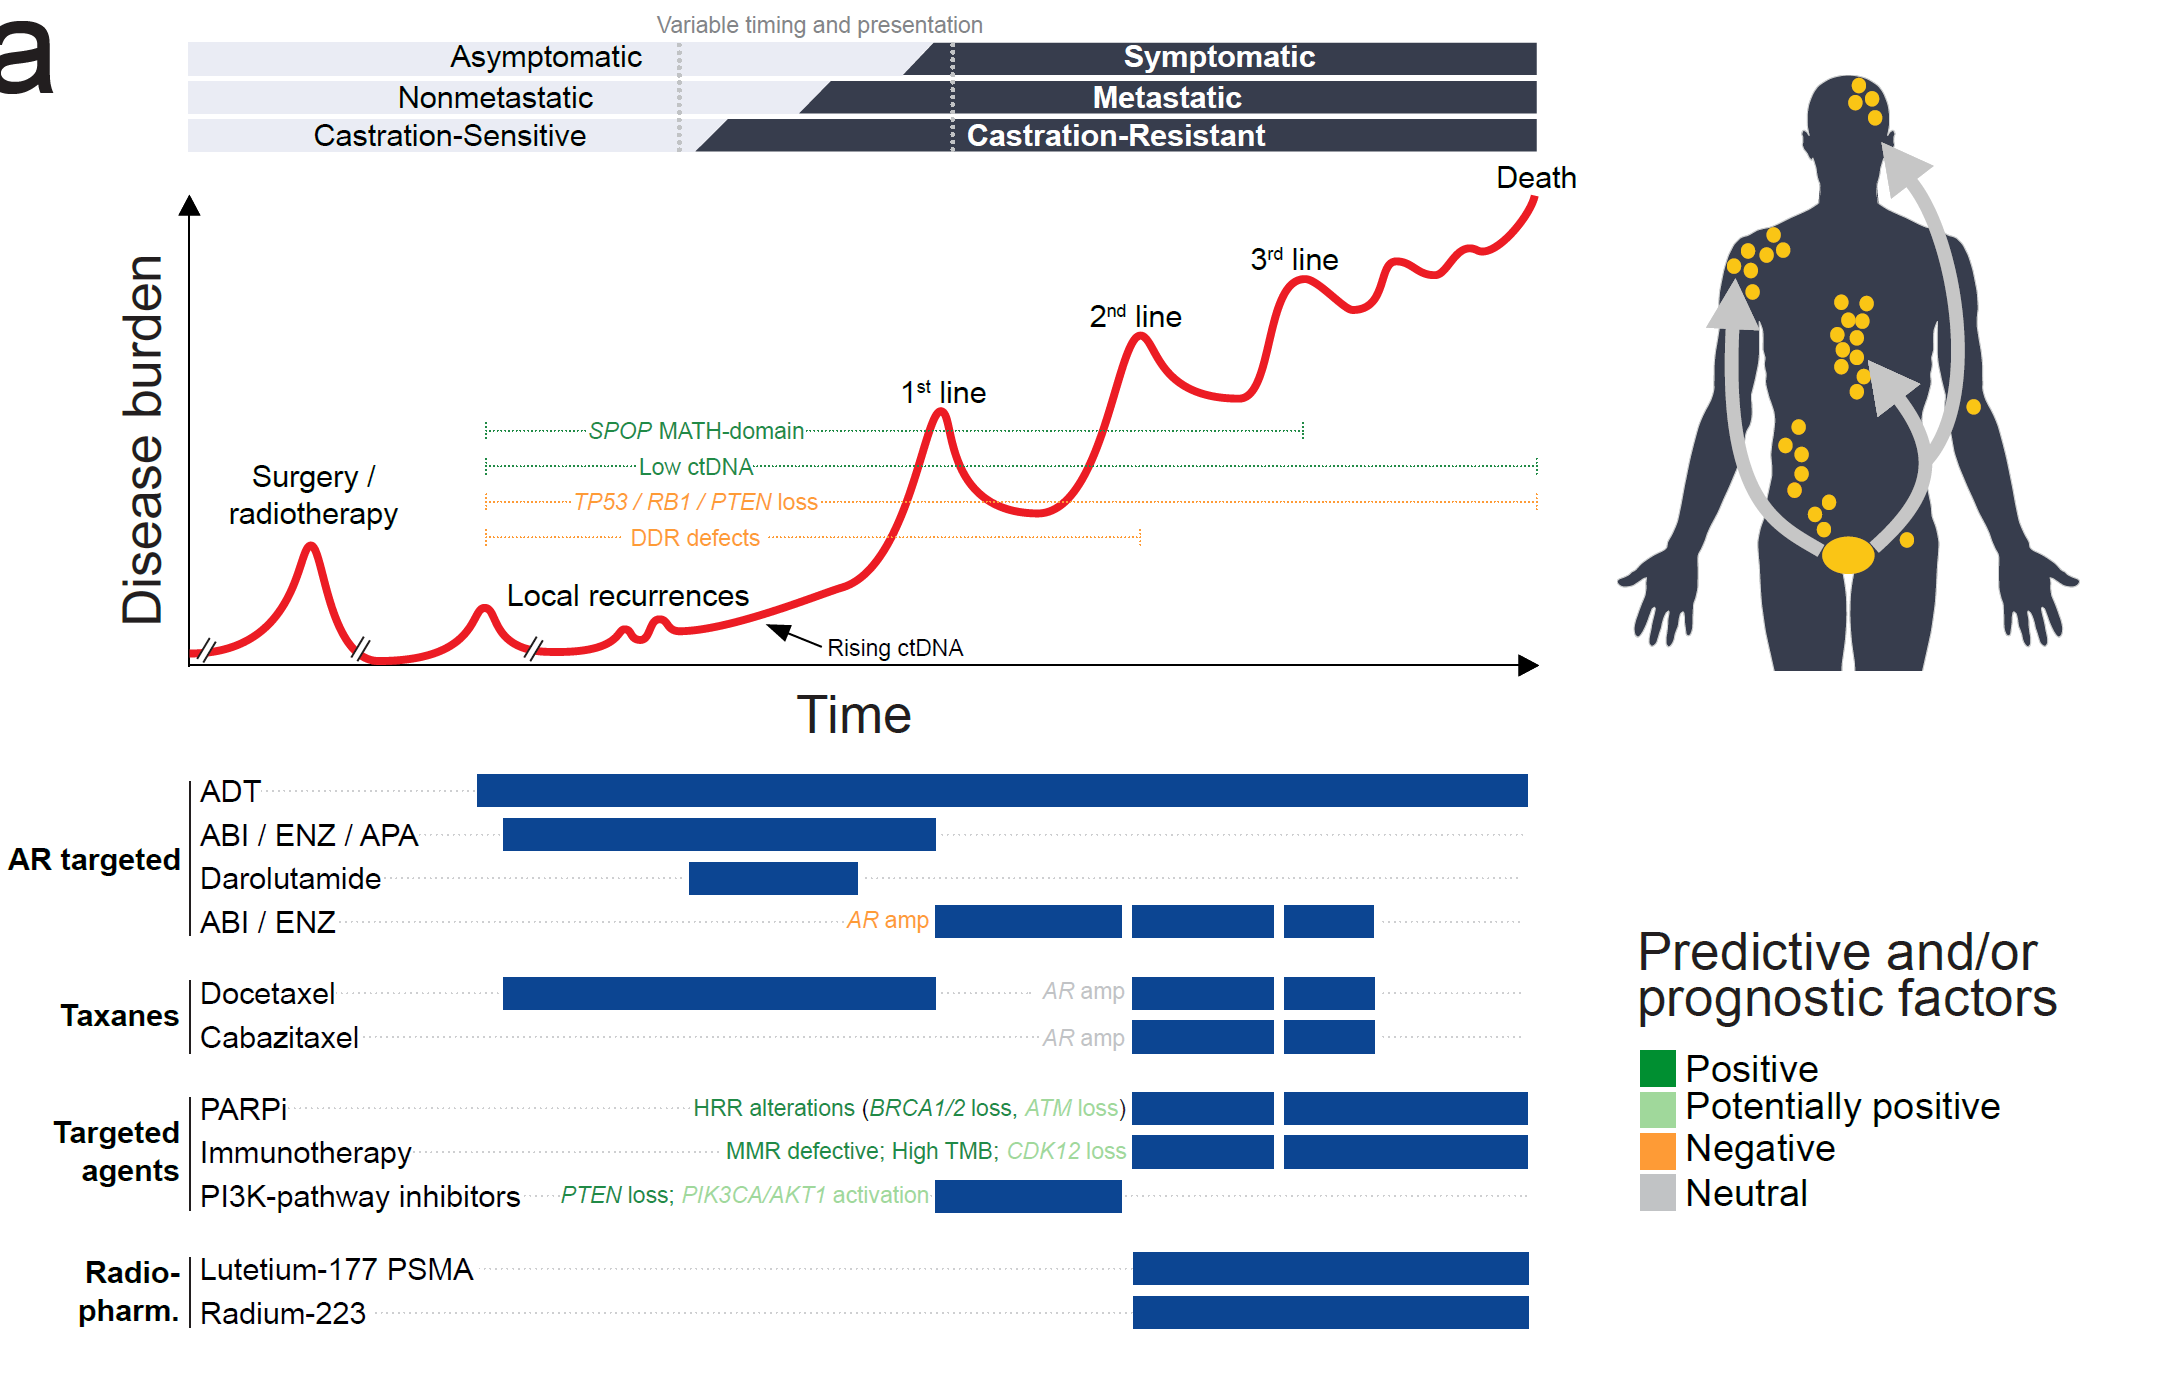 a
Variable timing and presentation
Asymptomatic Symptomatic
Nonmetastatic Metastatic
Castration-Sensitive Castration-Resistant
Death
3rd line
2nd line
1st line
SPOP MATH-domain
Low ctDNA
TP53 / RB1 / PTEN loss
DDR defects
Surgery /
radiotherapy
Local recurrences
Rising ctDNA
Disease burden
Time
AR targeted
ADT
ABI / ENZ / APA
Darolutamide
ABI / ENZ AR amp
Taxanes
Docetaxel AR amp
Cabazitaxel AR amp
Targeted
agents
PARPi HRR alterations (BRCA1/2 loss, ATM loss)
Immunotherapy MMR defective; High TMB; CDK12 loss
PI3K-pathway inhibitors PTEN loss; PIK3CA/AKT1 activation
Radio-
pharm.
Lutetium-177 PSMA
Radium-223
Predictive and/or
prognostic factors
Positive
Potentially positive
Negative
Neutral